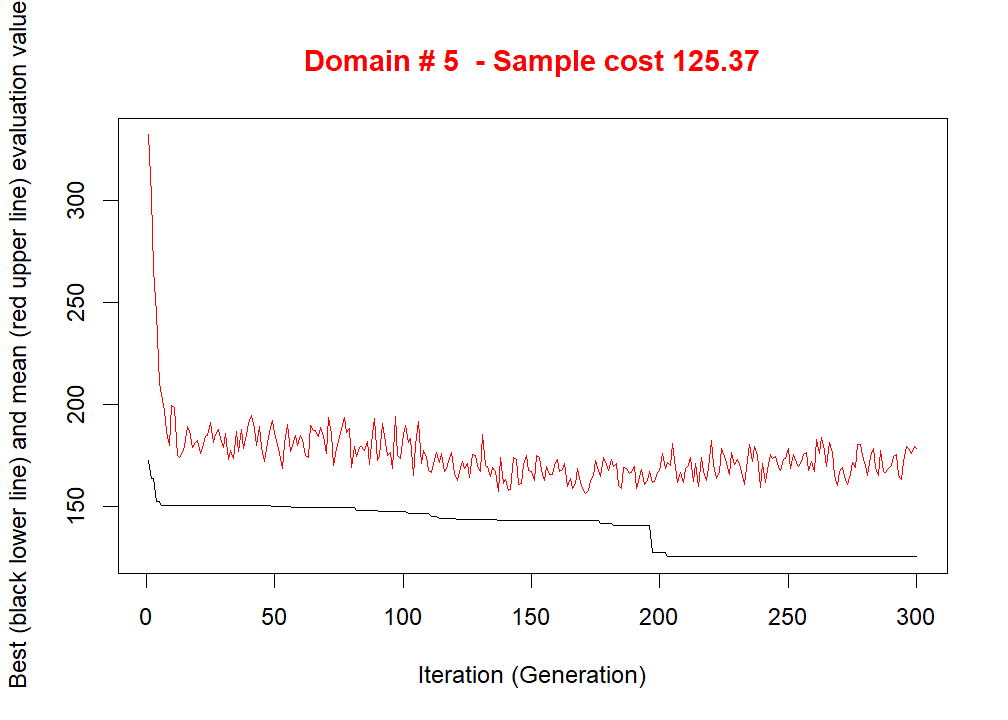 Domain # 5  - Sample cost 125.37
Best (black lower line) and mean (red upper line) evaluation value
300
250
200
150
0 50 100 150 200 250 300
Iteration (Generation)